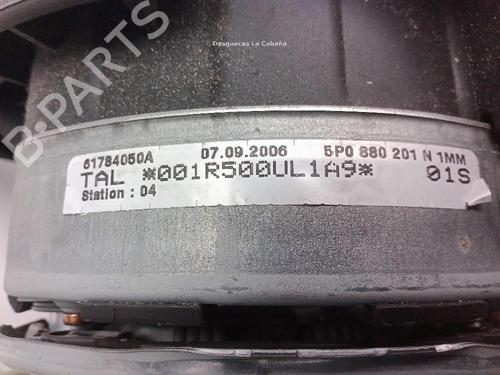 Desguaces La Cabaña
B-PARTS
61784050A 07.09.2006 5P0 880 201 N 1MM
TAL *001R500UL1A9* 01S
Station : 04